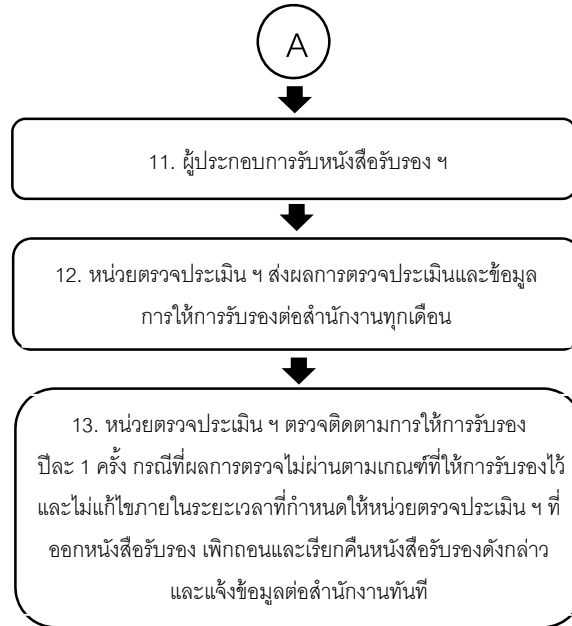 A
11. ผู้ประกอบการรับหนังสือรับรอง ฯ
12. หน่วยตรวจประเมิน ฯ ส่งผลการตรวจประเมินและข้อมูล
การให้การรับรองต่อสำนักงานทุกเดือน
13. หน่วยตรวจประเมิน ฯ ตรวจติดตามการให้การรับรอง
ปีละ 1 ครั้ง กรณีที่ผลการตรวจไม่ผ่านตามเกณฑ์ที่ให้การรับรองไว้
และไม่แก้ไขภายในระยะเวลาที่กำหนดให้หน่วยตรวจประเมิน ฯ ที่
ออกหนังสือรับรอง เพิกถอนและเรียกคืนหนังสือรับรองดังกล่าว
และแจ้งข้อมูลต่อสำนักงานทันที